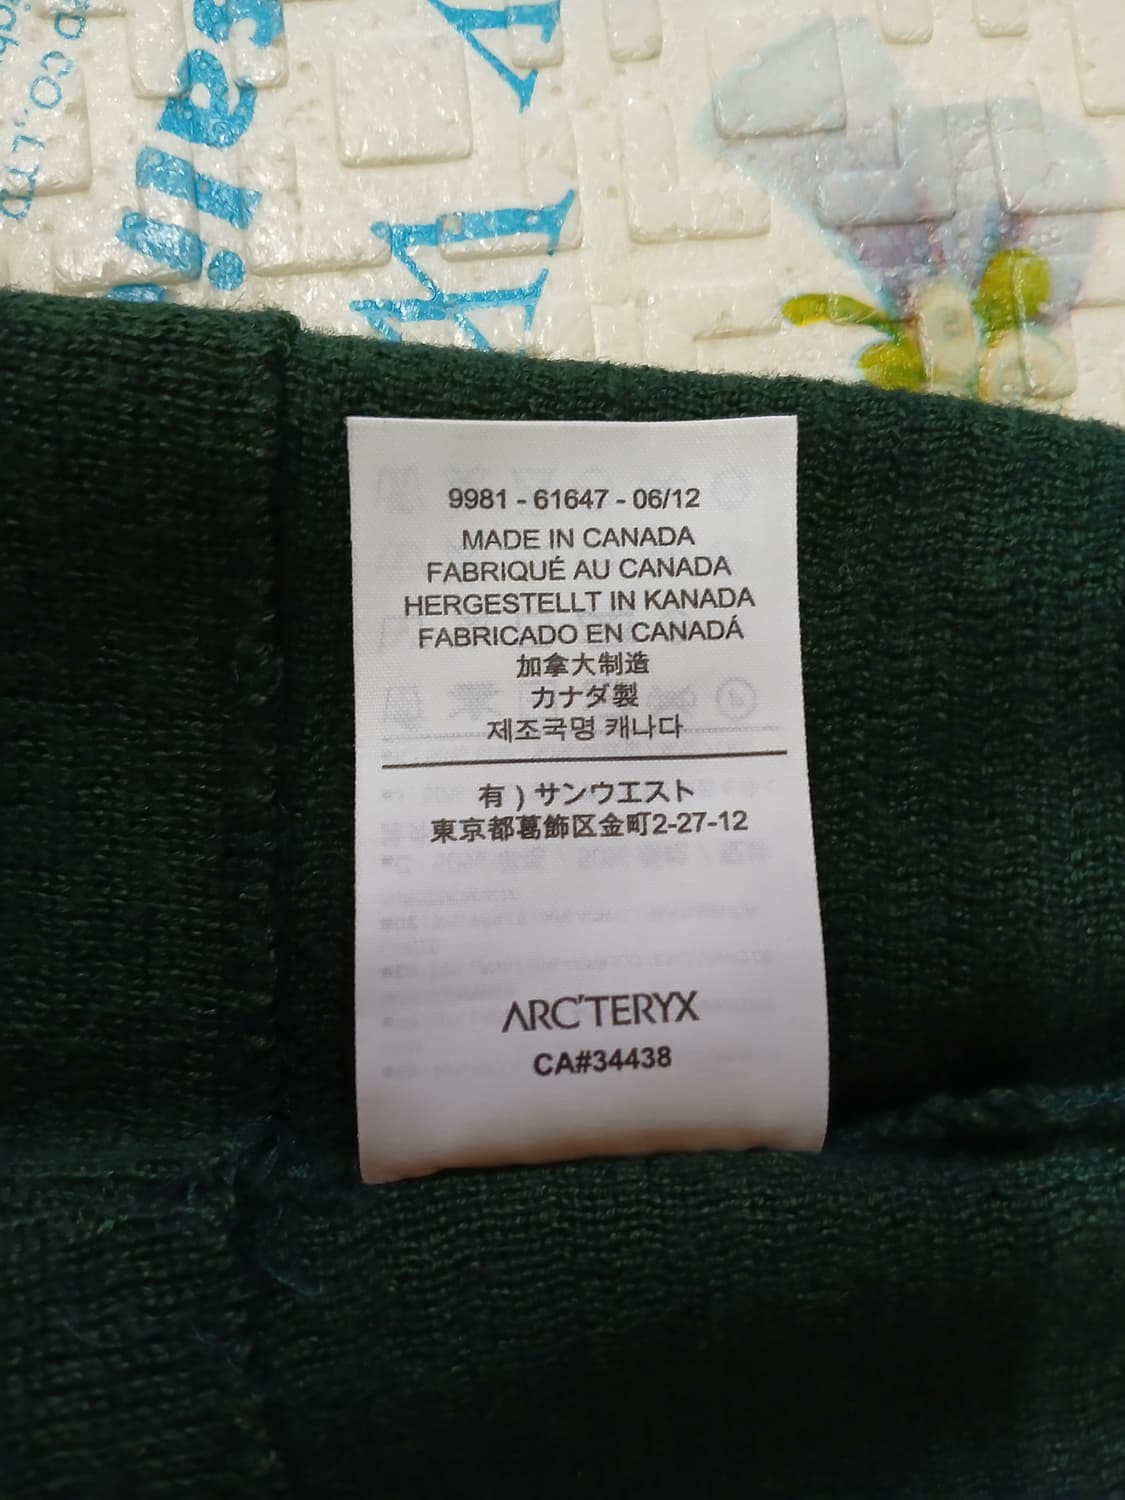 9981 - 61647 - 06/12
MADE IN CANADA
FABRIQUÉ AU CANADA
HERGESTELLT IN KANADA
FABRICADO EN CANADÁ
加拿大制造
カナダ製
제조국명 캐나다
有 ) サンウエスト
東京都葛飾区金町2-27-12
ARC'TERYX
CA#34438
CO.,LTD